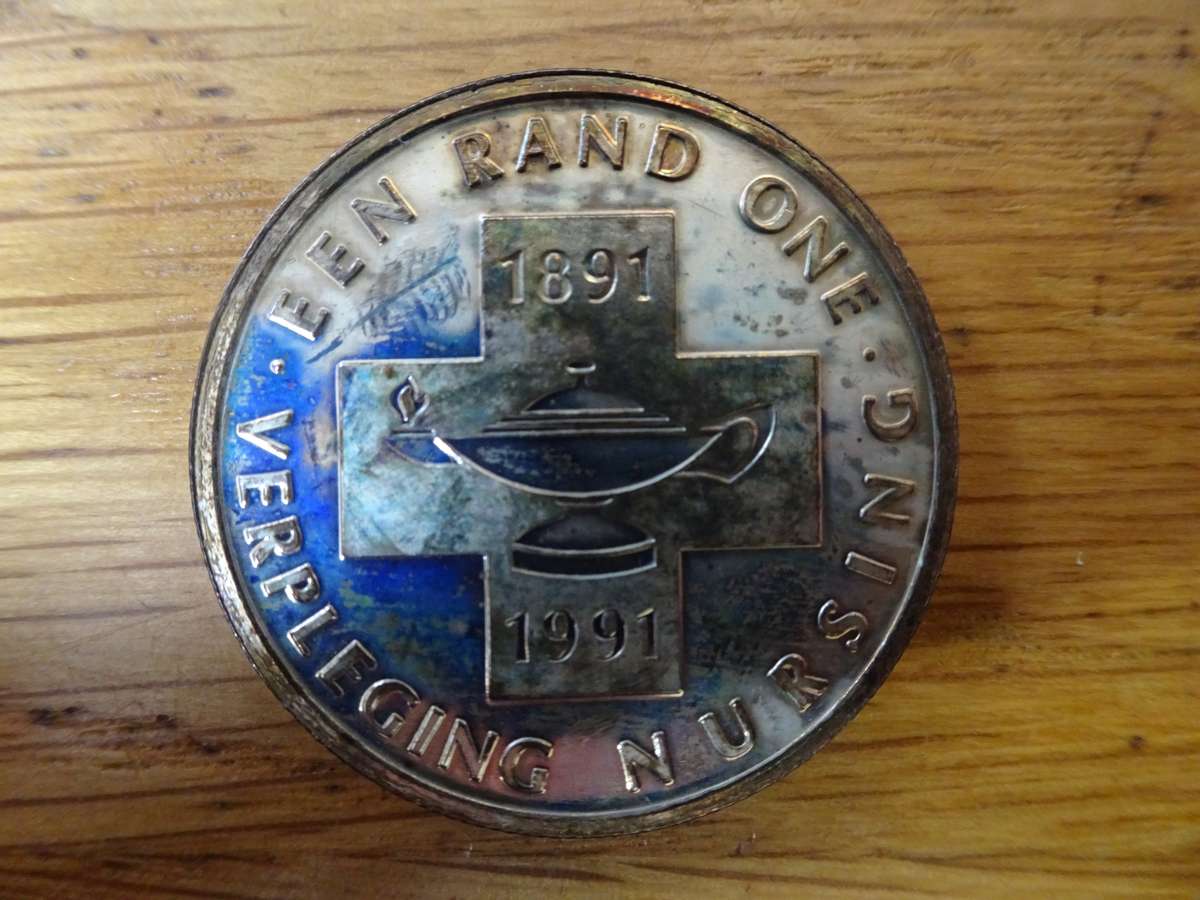 EEN RAND ONE
1891
1991
· VERPLEGING NURSING ·